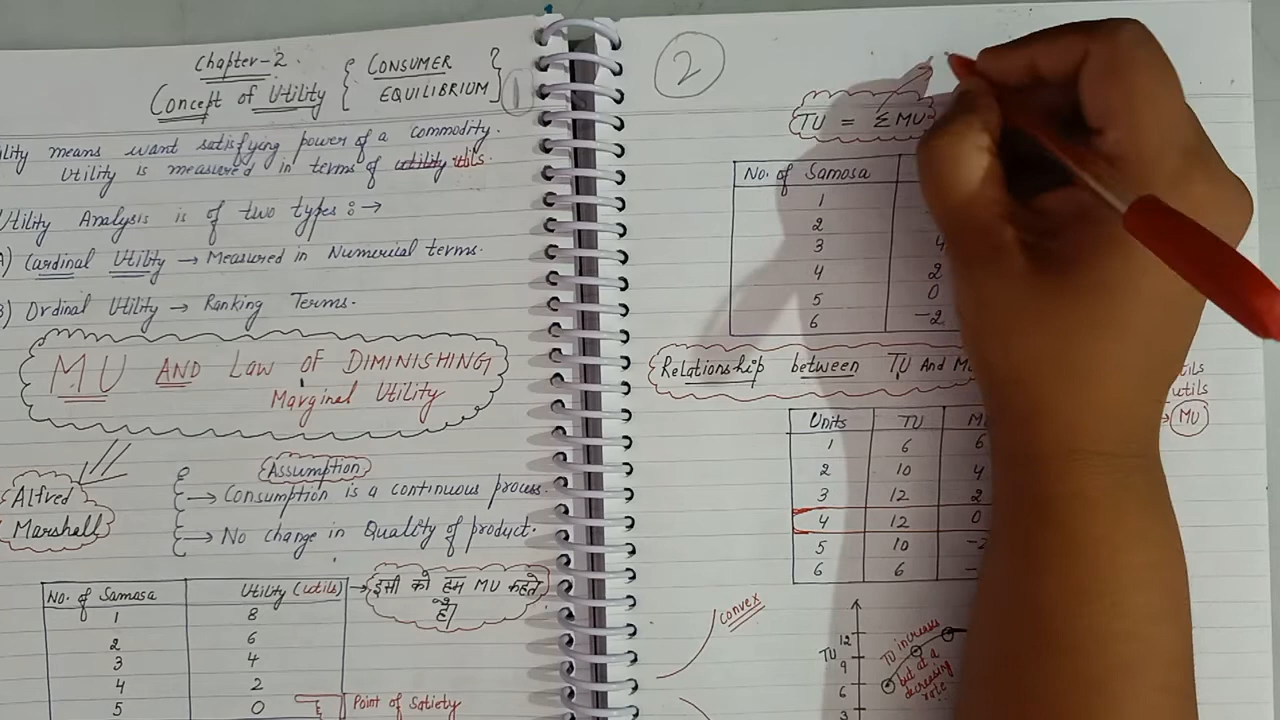 Chapter-2.
Concept of Utility { CONSUMER EQUILIBRIUM }
1
means want satisfying power of a commodity.
Utility is measured in terms of utility utils.
Utility Analysis is of two types :→
A) Cardinal Utility → Measured in Numerical terms.
B) Ordinal Utility → Ranking Terms.
MU AND Law OF DIMINISHING
Marginal Utility
Alfred
Marshall
Assumption
→ Consumption is a continuous process.
→ No change in Quality of product.
No. of Samosa Utility (utils) → इसी को हम MU कहते
है।
1 8
2 6
3 4
4 2
5 0 Point of Satiety
2
TU = ΣMU
No. of Samosa
1
2
3 4
4 2
5 0
6 -2
Relationship between TU And
utils
MU
Units TU
1 6 6
2 10 4
3 12 2
4 12 0
5 10 -2
6 6
convex
TU
12
9
6
3
TU increases
but at a
decreasing
rate